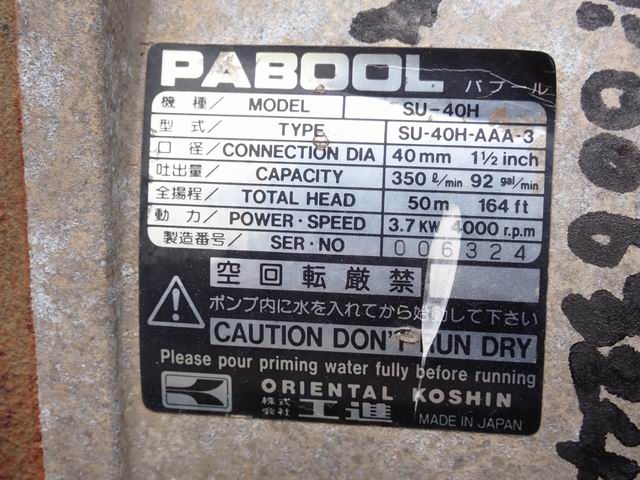 PABOOL パブール
機種/ MODEL SU-40H
型式/ TYPE SU-40H-AAA-3
口径/ CONNECTION DIA 40mm 1½ inch
吐出量/ CAPACITY 350 ℓ/min 92 gal/min
全揚程/ TOTAL HEAD 50m 164ft
動力/ POWER·SPEED 3.7KW 4000 r.p.m
製造番号/ SER·NO 006324
空回転厳禁
ポンプ内に水を入れてから始動して下さい
CAUTION DON'T RUN DRY
Please pour priming water fully before running
ORIENTAL KOSHIN
株式会社 工進 MADE IN JAPAN